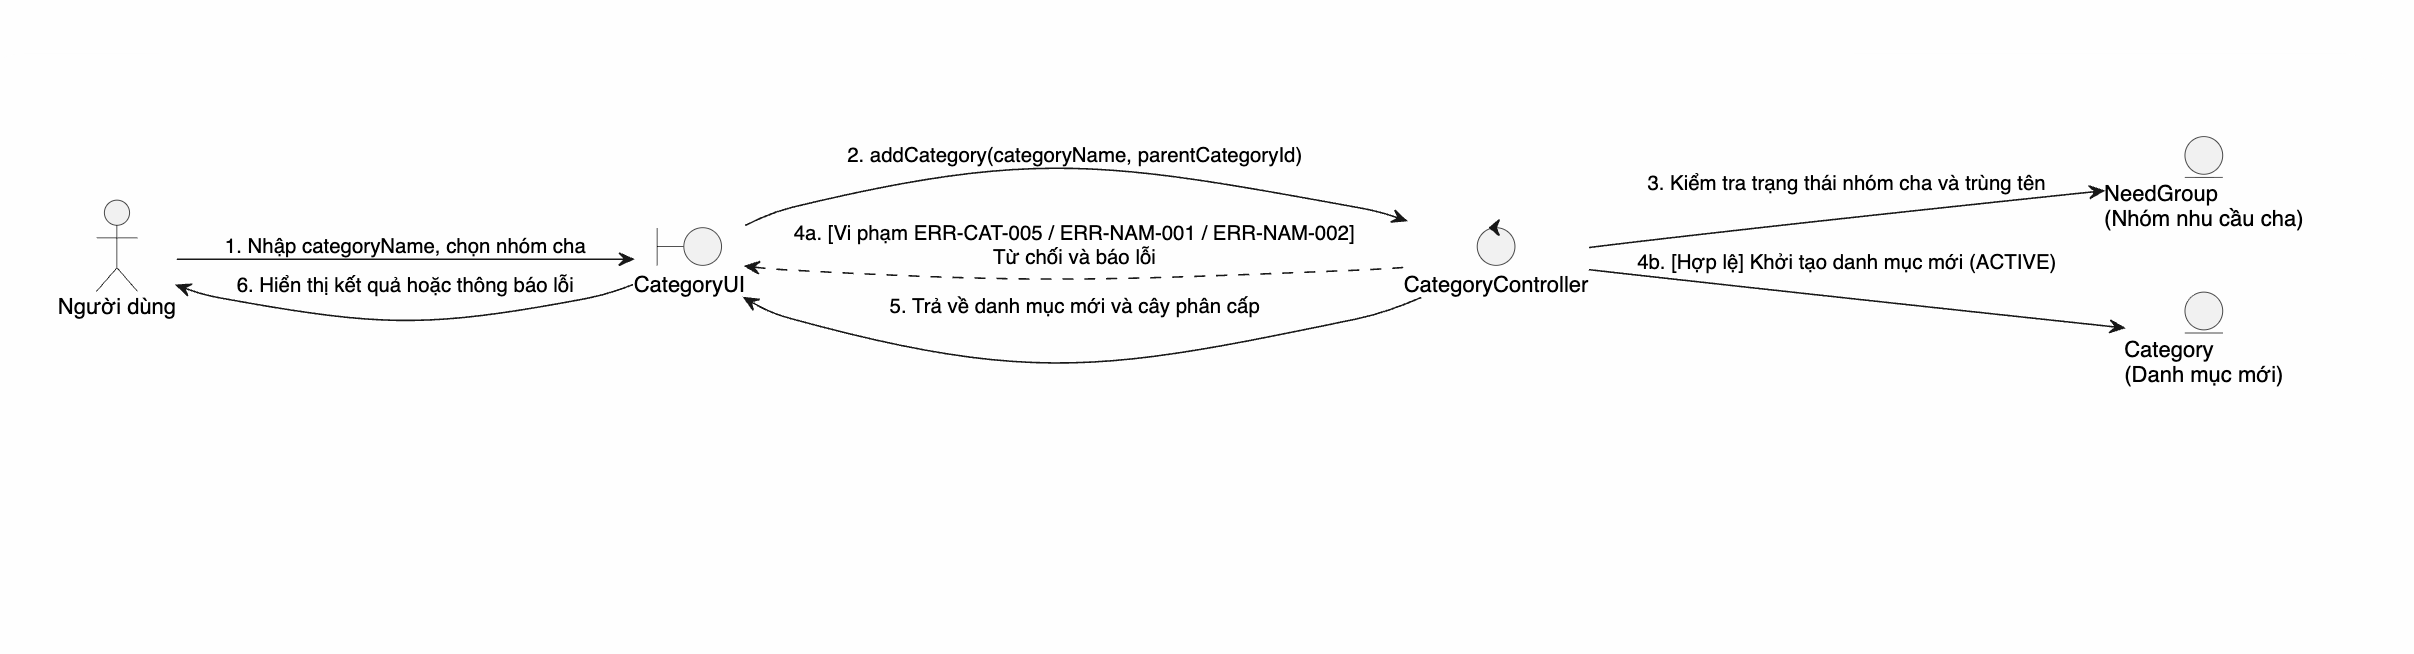 2. addCategory(categoryName, parentCategoryId)
3. Kiểm tra trạng thái nhóm cha và trùng tên
NeedGroup
(Nhóm nhu cầu cha)
1. Nhập categoryName, chọn nhóm cha
4a. [Vi phạm ERR-CAT-005 / ERR-NAM-001 / ERR-NAM-002]
Từ chối và báo lỗi
4b. [Hợp lệ] Khởi tạo danh mục mới (ACTIVE)
6. Hiển thị kết quả hoặc thông báo lỗi
CategoryUI
CategoryController
Người dùng
5. Trả về danh mục mới và cây phân cấp
Category
(Danh mục mới)